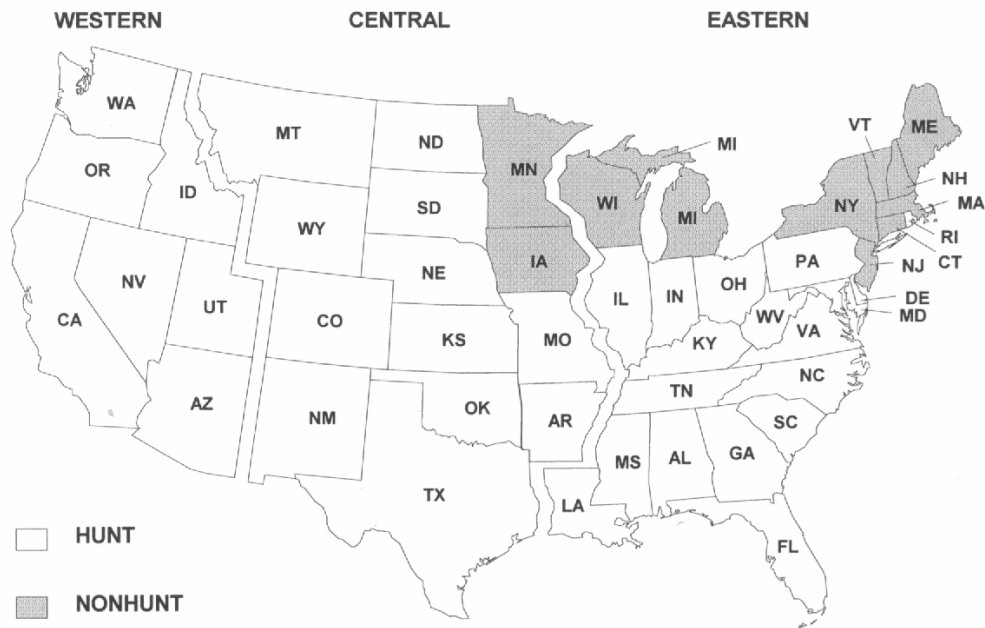 WESTERN CENTRAL EASTERN
WA
MT
ND
MN
MI
VT
ME
OR
ID
SD
WI
MI
NY
NH
MA
WY
RI
CT
NE
IA
PA
NJ
NV
UT
CO
IL
IN
OH
DE
MD
CA
KS
MO
WV
VA
KY
AZ
NM
OK
AR
TN
NC
SC
MS
AL
GA
TX
LA
HUNT
FL
NONHUNT